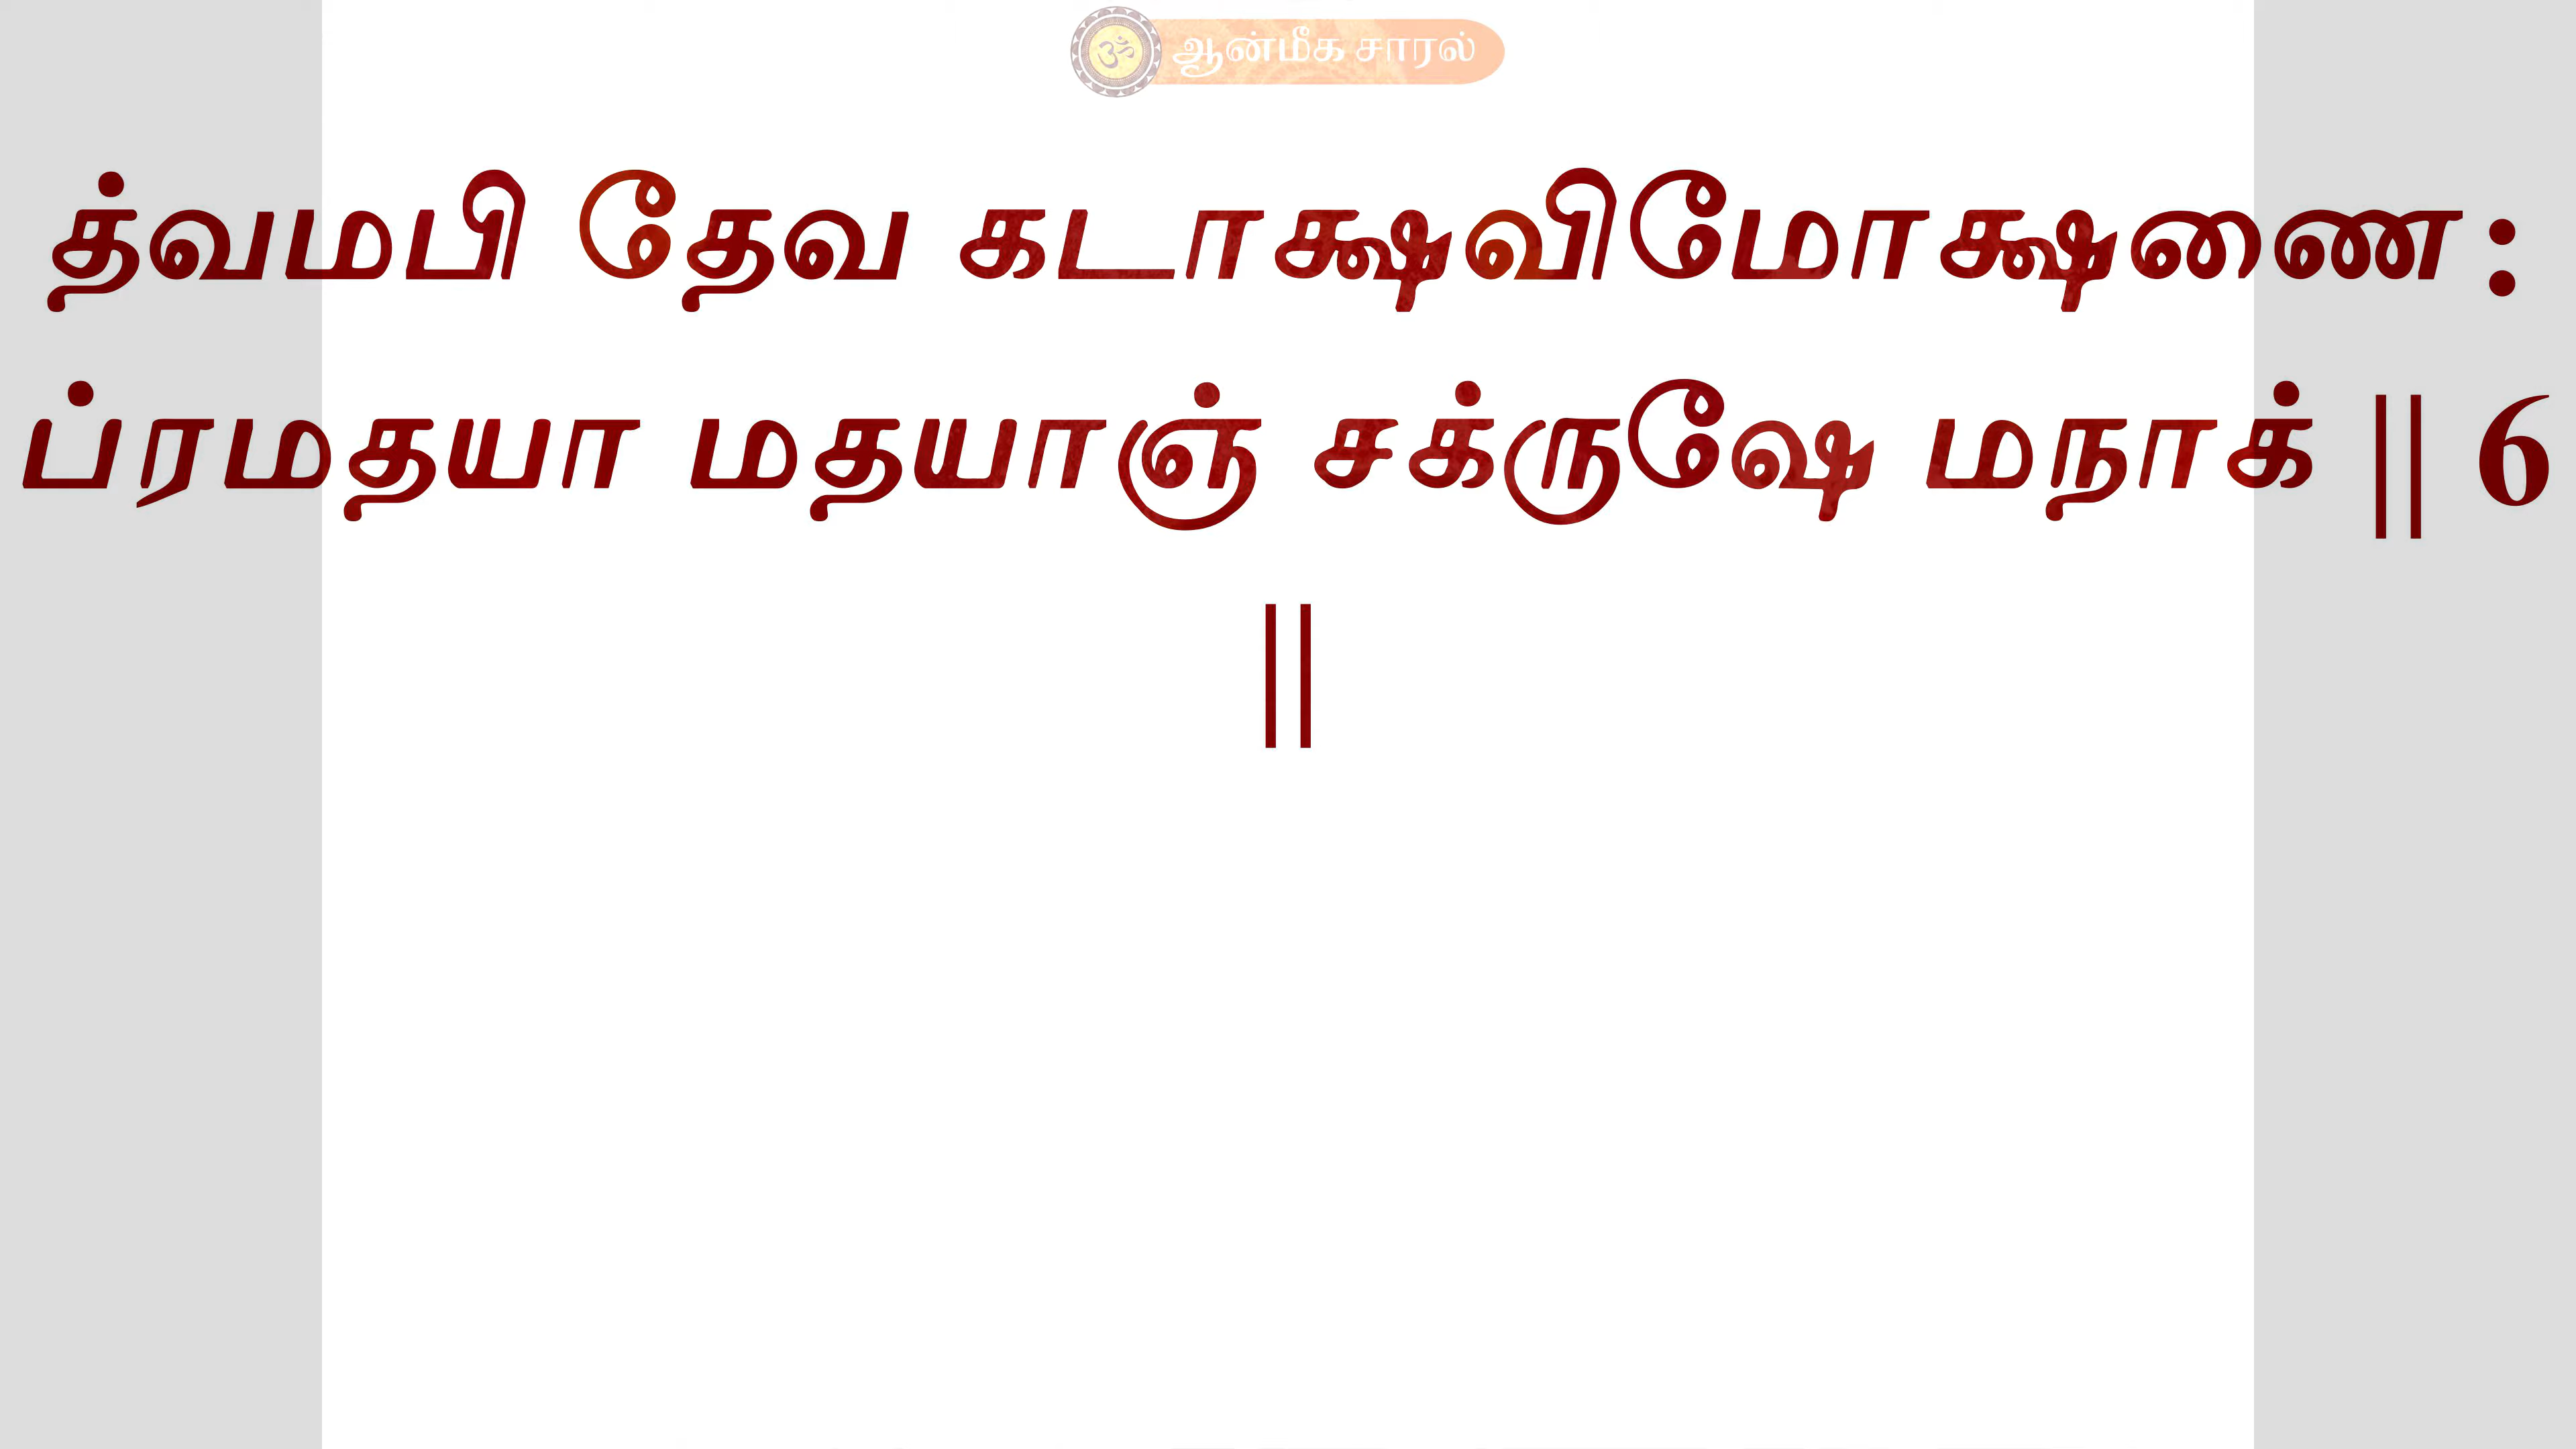 ஆன்மீக சாரல்
த்வமபி தேவ கடாக்ஷவிமோக்ஷணை:
ப்ரமதயா மதயாஞ் சக்ருஷே மநாக் || 6
||